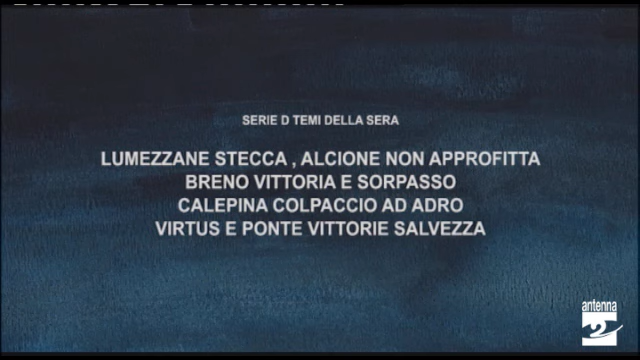 SERIE D TEMI DELLA SERA
LUMEZZANE STECCA , ALCIONE NON APPROFITTA
BRENO VITTORIA E SORPASSO
CALEPINA COLPACCIO AD ADRO
VIRTUS E PONTE VITTORIE SALVEZZA
antenna
2